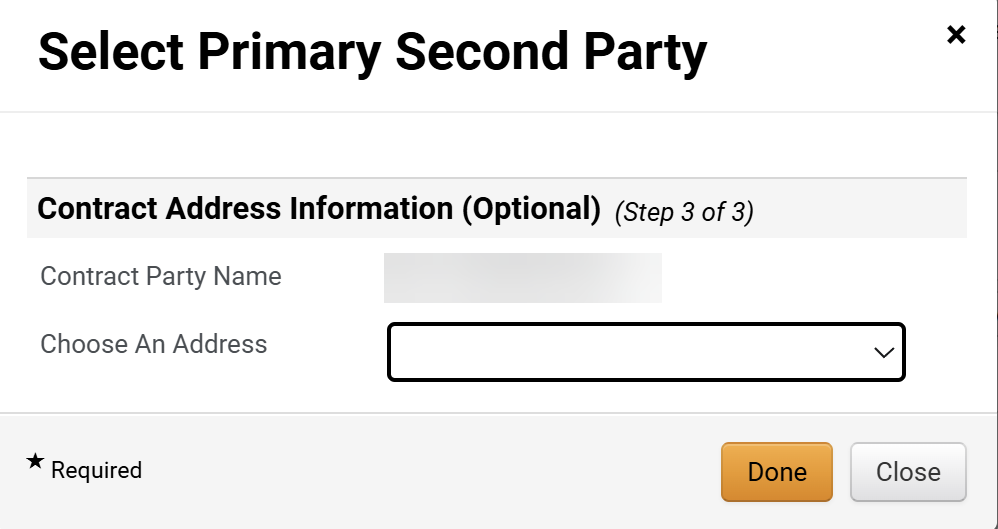 Select Primary Second Party
Contract Address Information (Optional) (Step 3 of 3)
Contract Party Name
Choose An Address
★ Required
Done
Close